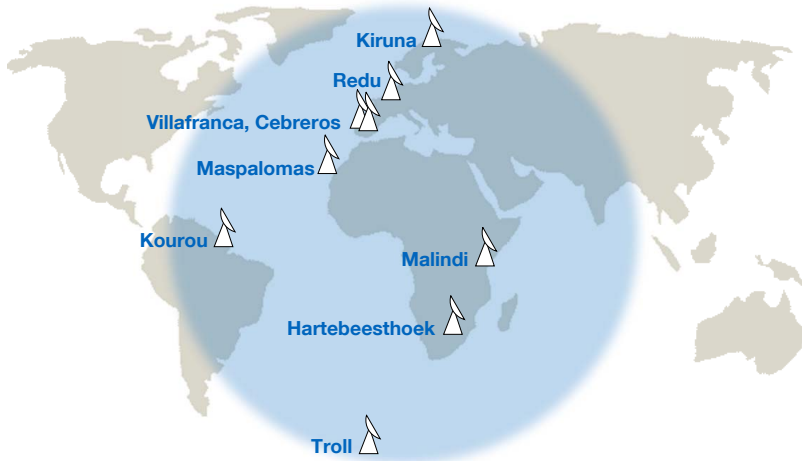 Kiruna
Redu
Villafranca, Cebreros
Maspalomas
Kourou
Malindi
Hartebeesthoek
Troll